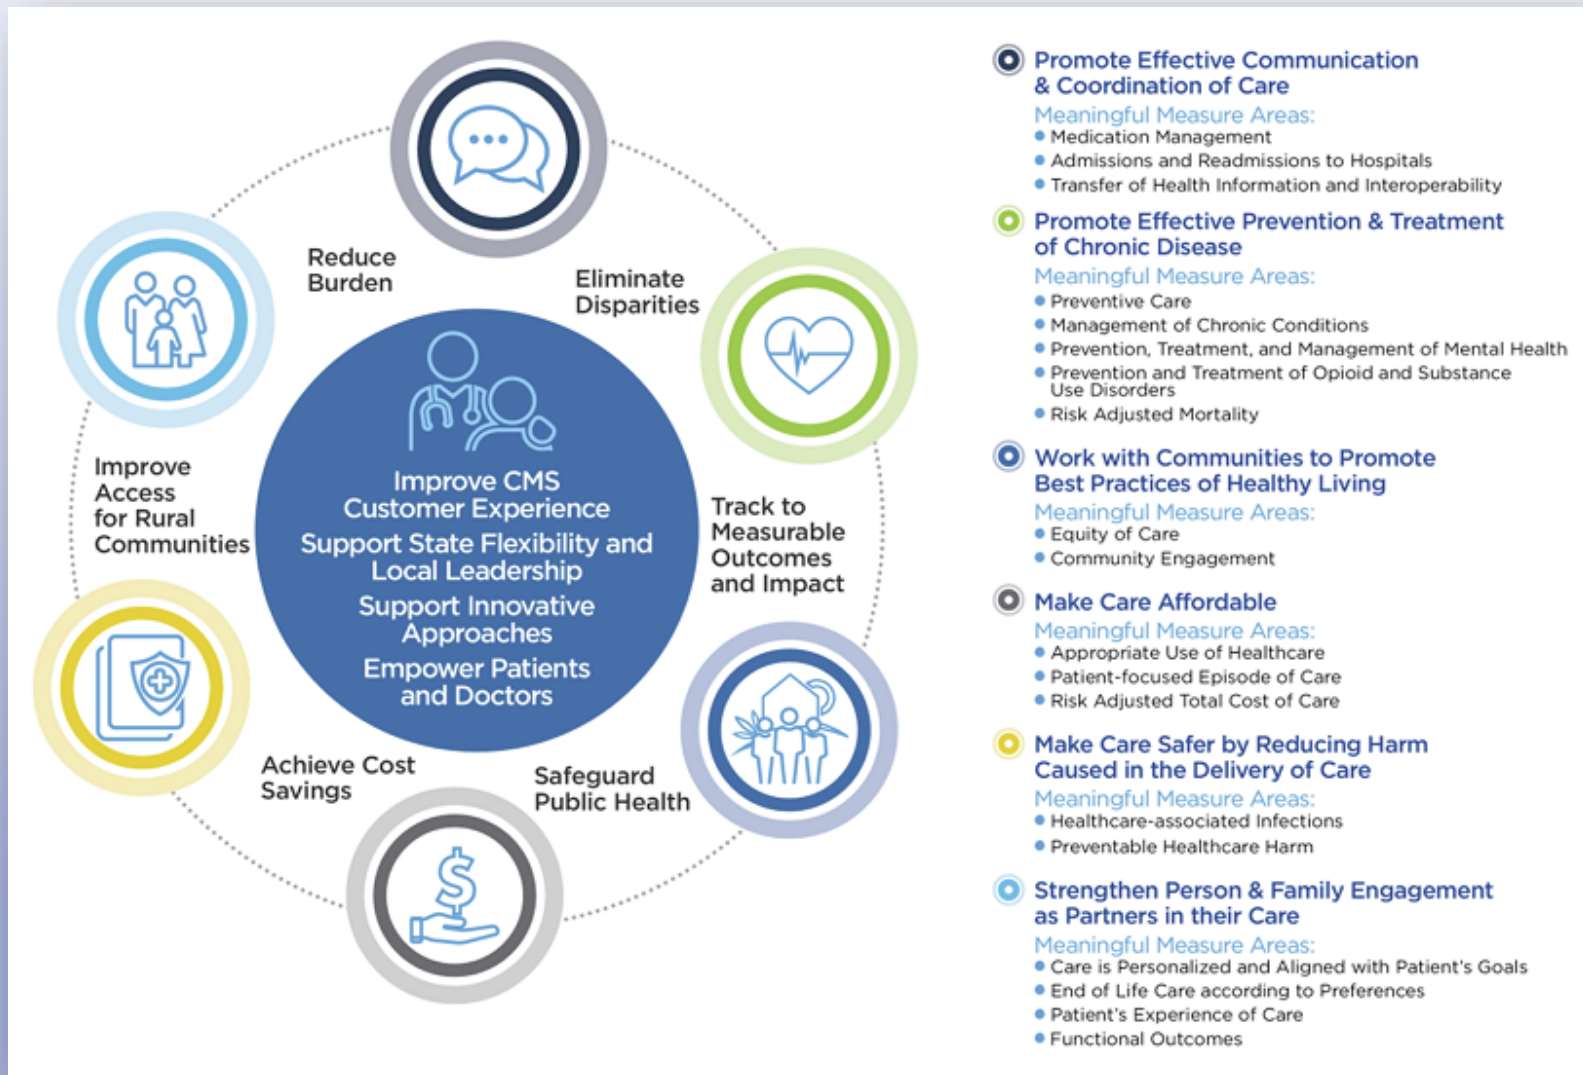 Reduce
Burden
Eliminate
Disparities
Improve
Access
for Rural
Communities
Improve CMS
Customer Experience
Support State Flexibility and
Local Leadership
Support Innovative
Approaches
Empower Patients
and Doctors
Track to
Measurable
Outcomes
and Impact
Achieve Cost
Savings
Safeguard
Public Health
$
Promote Effective Communication
& Coordination of Care
Meaningful Measure Areas:
• Medication Management
• Admissions and Readmissions to Hospitals
• Transfer of Health Information and Interoperability
Promote Effective Prevention & Treatment
of Chronic Disease
Meaningful Measure Areas:
• Preventive Care
• Management of Chronic Conditions
• Prevention, Treatment, and Management of Mental Health
• Prevention and Treatment of Opioid and Substance
Use Disorders
• Risk Adjusted Mortality
Work with Communities to Promote
Best Practices of Healthy Living
Meaningful Measure Areas:
• Equity of Care
• Community Engagement
Make Care Affordable
Meaningful Measure Areas:
• Appropriate Use of Healthcare
• Patient-focused Episode of Care
• Risk Adjusted Total Cost of Care
Make Care Safer by Reducing Harm
Caused in the Delivery of Care
Meaningful Measure Areas:
• Healthcare-associated Infections
• Preventable Healthcare Harm
Strengthen Person & Family Engagement
as Partners in their Care
Meaningful Measure Areas:
• Care is Personalized and Aligned with Patient's Goals
• End of Life Care according to Preferences
• Patient's Experience of Care
• Functional Outcomes